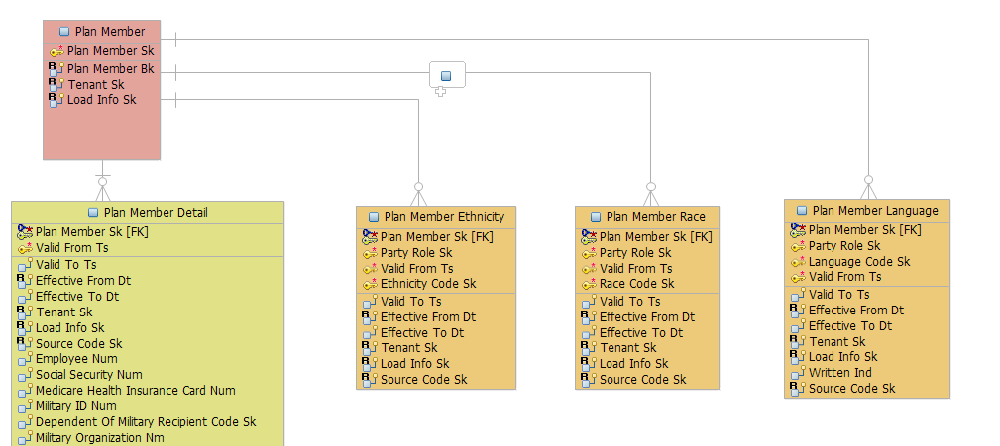 Plan Member
Plan Member Sk
Plan Member Bk
Tenant Sk
Load Info Sk
Plan Member Detail
Plan Member Sk [FK]
Valid From Ts
Valid To Ts
Effective From Dt
Effective To Dt
Tenant Sk
Load Info Sk
Source Code Sk
Employee Num
Social Security Num
Medicare Health Insurance Card Num
Military ID Num
Dependent Of Military Recipient Code Sk
Military Organization Nm
Plan Member Ethnicity
Plan Member Sk [FK]
Party Role Sk
Valid From Ts
Ethnicity Code Sk
Valid To Ts
Effective From Dt
Effective To Dt
Tenant Sk
Load Info Sk
Source Code Sk
Plan Member Race
Plan Member Sk [FK]
Party Role Sk
Valid From Ts
Race Code Sk
Valid To Ts
Effective From Dt
Effective To Dt
Tenant Sk
Load Info Sk
Source Code Sk
Plan Member Language
Plan Member Sk [FK]
Party Role Sk
Language Code Sk
Valid From Ts
Valid To Ts
Effective From Dt
Effective To Dt
Tenant Sk
Load Info Sk
Written Ind
Source Code Sk